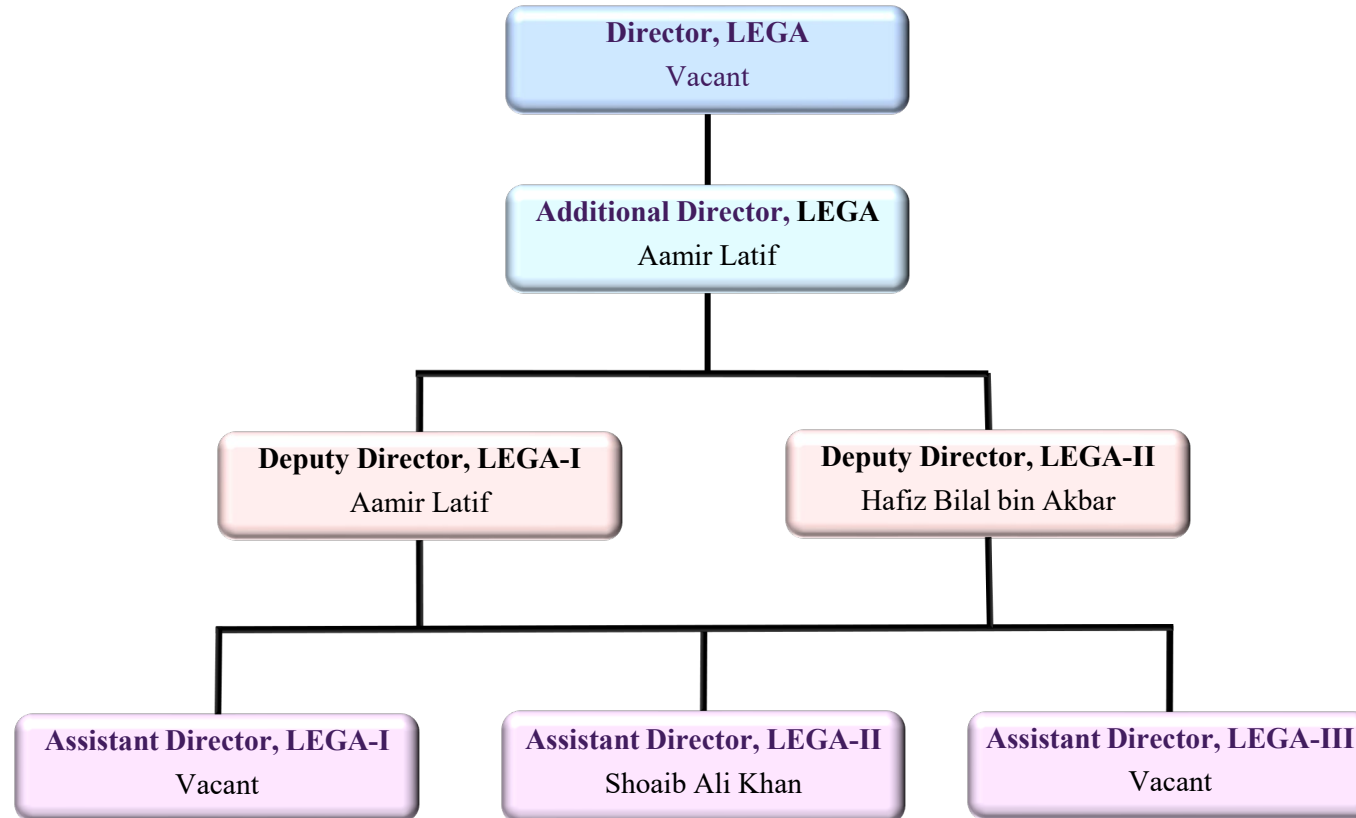 Director, LEGA
Vacant
Additional Director, LEGA
Aamir Latif
Deputy Director, LEGA-I
Aamir Latif
Deputy Director, LEGA-II
Hafiz Bilal bin Akbar
Assistant Director, LEGA-I
Vacant
Assistant Director, LEGA-II
Shoaib Ali Khan
Assistant Director, LEGA-III
Vacant